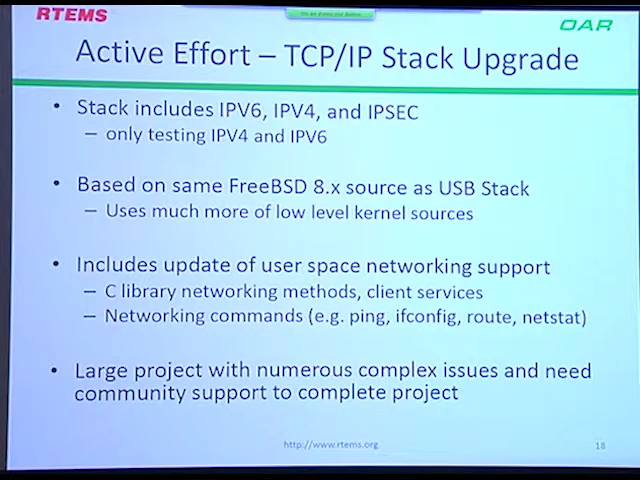 RTEMS
OAR
Active Effort – TCP/IP Stack Upgrade
• Stack includes IPV6, IPV4, and IPSEC
– only testing IPV4 and IPV6
• Based on same FreeBSD 8.x source as USB Stack
– Uses much more of low level kernel sources
• Includes update of user space networking support
– C library networking methods, client services
– Networking commands (e.g. ping, ifconfig, route, netstat)
• Large project with numerous complex issues and need
community support to complete project
http://www.rtems.org
18